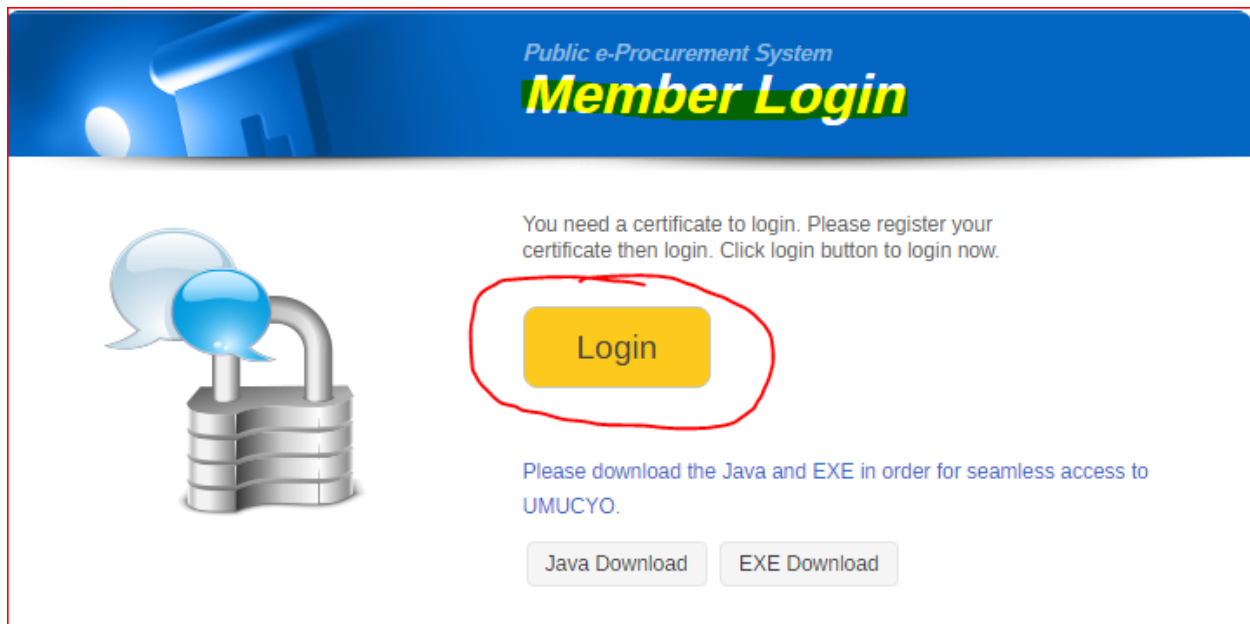 Public e-Procurement System
Member Login
You need a certificate to login. Please register your
certificate then login. Click login button to login now.
Login
Please download the Java and EXE in order for seamless access to
UMUCYO.
Java Download EXE Download